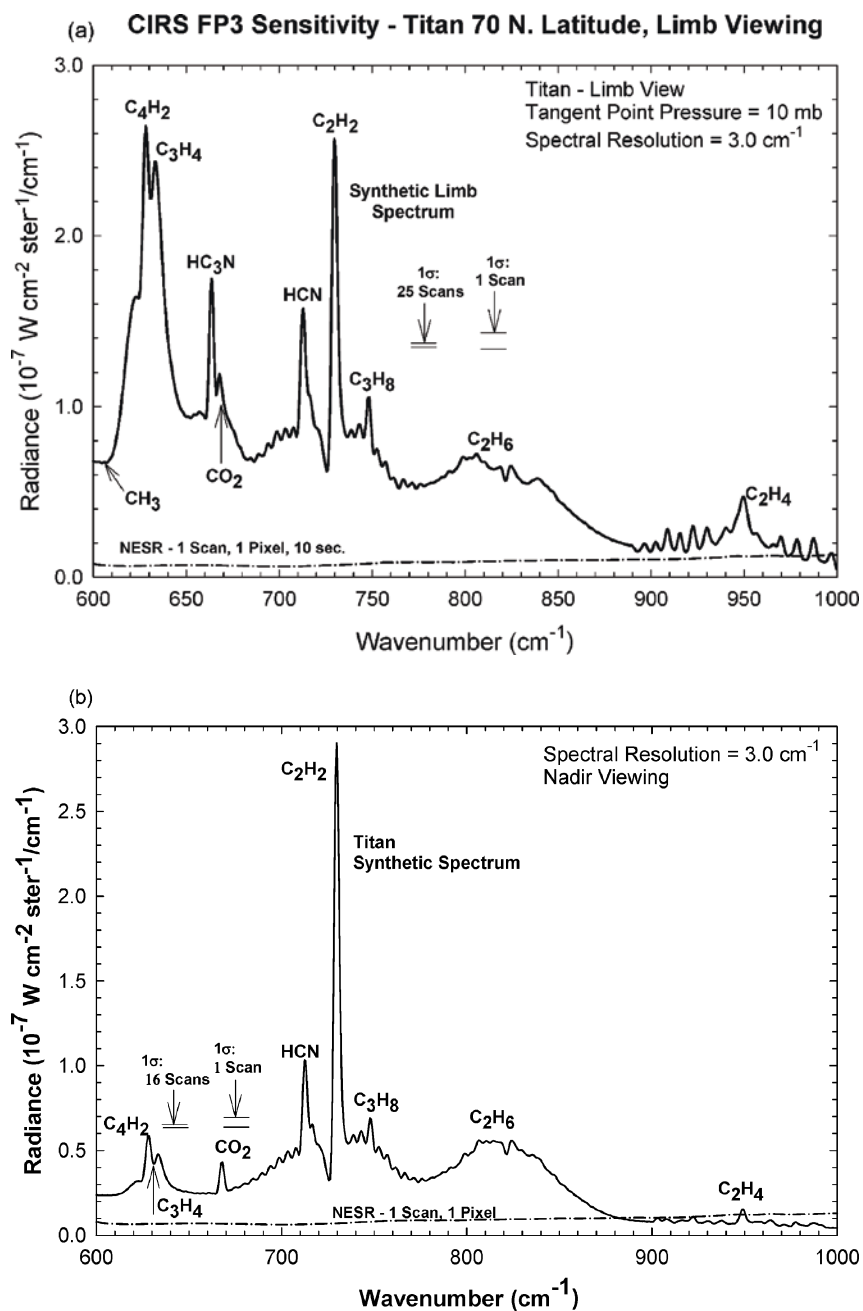 (a) CIRS FP3 Sensitivity - Titan 70 N. Latitude, Limb Viewing
3.0
2.0
1.0
0.0
Radiance (10⁻⁷ W cm⁻² ster⁻¹/cm⁻¹)
Titan - Limb View
Tangent Point Pressure = 10 mb
Spectral Resolution = 3.0 cm⁻¹
C₄H₂
C₃H₄
C₂H₂
Synthetic Limb
Spectrum
HC₃N
HCN
1σ:
25 Scans
1σ:
1 Scan
C₃H₈
C₂H₆
CO₂
CH₃
C₂H₄
NESR - 1 Scan, 1 Pixel, 10 sec.
600 650 700 750 800 850 900 950 1000
Wavenumber (cm⁻¹)
(b)
3.0
2.5
2.0
1.5
1.0
0.5
0.0
Radiance (10⁻⁷ W cm⁻² ster⁻¹/cm⁻¹)
Spectral Resolution = 3.0 cm⁻¹
Nadir Viewing
C₂H₂
Titan
Synthetic Spectrum
1σ:
16 Scans
1σ:
1 Scan
HCN
C₃H₈
C₄H₂
CO₂
C₂H₆
C₃H₄
C₂H₄
NESR - 1 Scan, 1 Pixel
600 700 800 900 1000
Wavenumber (cm⁻¹)